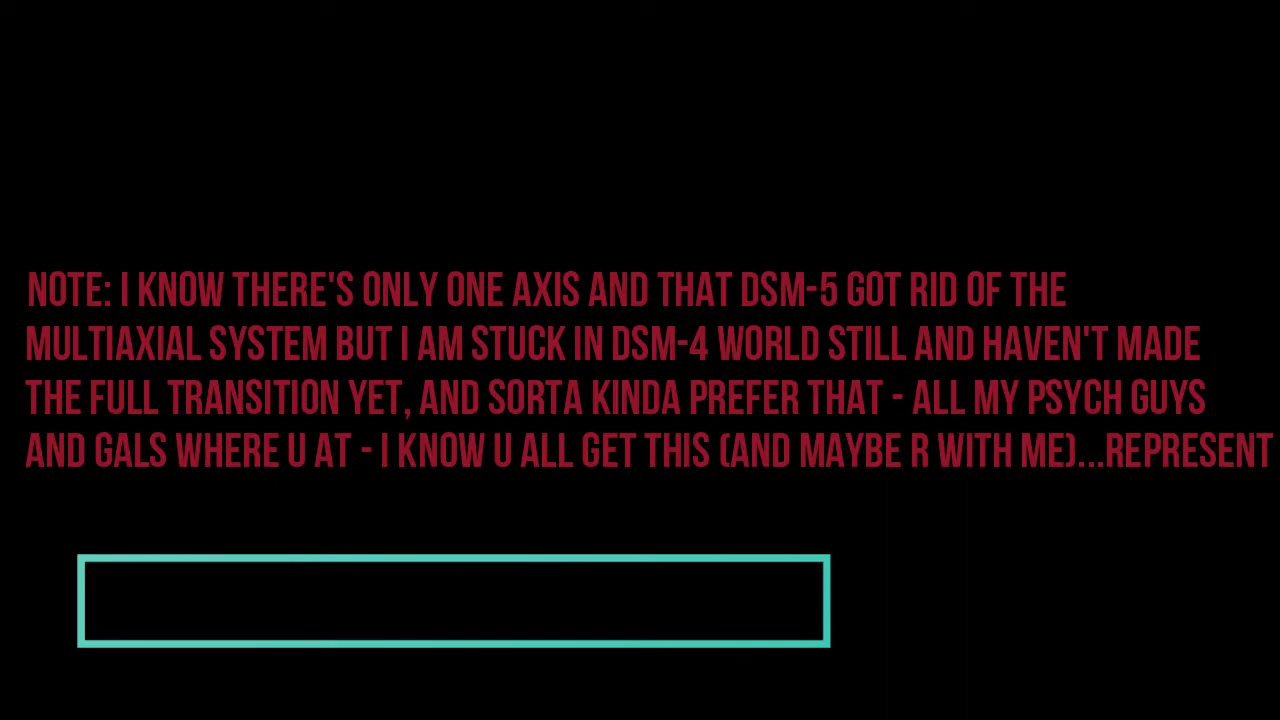 NOTE: I KNOW THERE'S ONLY ONE AXIS AND THAT DSM-5 GOT RID OF THE
MULTIAXIAL SYSTEM BUT I AM STUCK IN DSM-4 WORLD STILL AND HAVEN'T MADE
THE FULL TRANSITION YET, AND SORTA KINDA PREFER THAT - ALL MY PSYCH GUYS
AND GALS WHERE U AT - I KNOW U ALL GET THIS (AND MAYBE R WITH ME)...REPRESENT